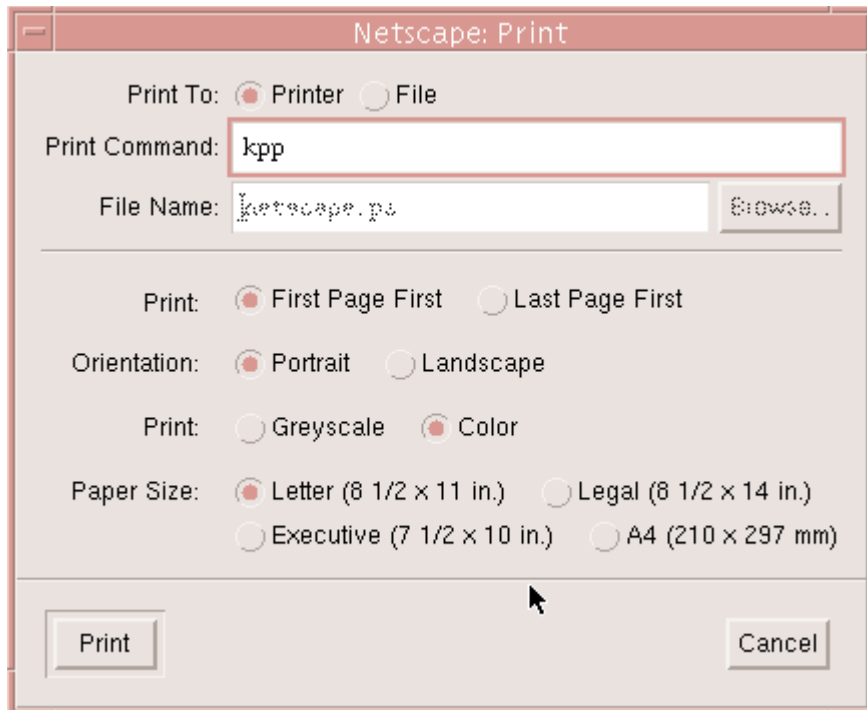 Netscape: Print
Print To: Printer File
Print Command: kpp
File Name: netscape.ps Browse..
Print: First Page First Last Page First
Orientation: Portrait Landscape
Print: Greyscale Color
Paper Size: Letter (8 1/2 x 11 in.) Legal (8 1/2 x 14 in.)
Executive (7 1/2 x 10 in.) A4 (210 x 297 mm)
Print Cancel